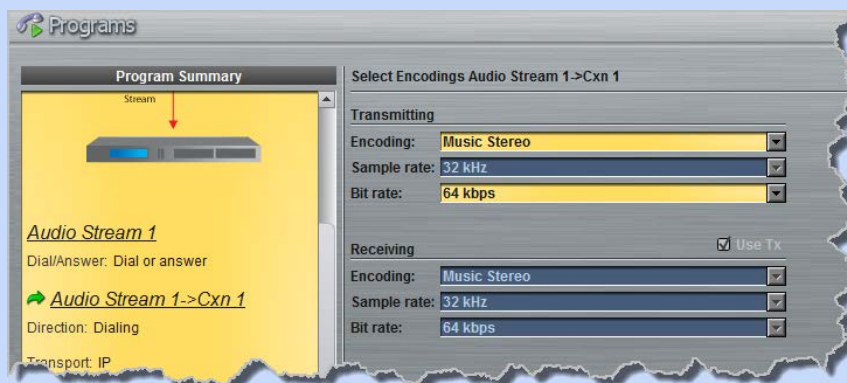 Programs
Program Summary
Stream
Audio Stream 1
Dial/Answer: Dial or answer
Audio Stream 1->Cxn 1
Direction: Dialing
Transport: IP
Select Encodings Audio Stream 1->Cxn 1
Transmitting
Encoding: Music Stereo
Sample rate: 32 kHz
Bit rate: 64 kbps
Receiving Use Tx
Encoding: Music Stereo
Sample rate: 32 kHz
Bit rate: 64 kbps